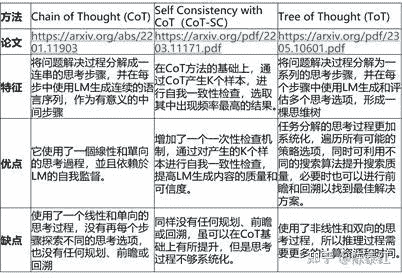 方法
Chain of Thought (CoT)
Self Consistency with
CoT (CoT-SC)
Tree of Thought (ToT)
论文
https://arxiv.org/abs/22
01.11903
https://arxiv.org/pdf/22
03.11171.pdf
https://arxiv.org/pdf/23
05.10601.pdf
特征
将问题解决过程分解成一
连串的思考步骤，并在每
步中使用LM生成连续的语
言序列，作为有意义的中
间步骤
在CoT方法的基础上，通
过CoT产生K个样本，进
行自我一致性检查，选取
其中出现频率最高的结果。
将问题解决过程分解为一
系列的思考步骤，并在每
个步骤中使用LM生成和评
估多个思考选项，形成一
棵思维树
优点
它使用了一個線性和單向
的思考過程，並且依賴於
LM的自我监督。
增加了一个一次性检查机
制，通过对产生的K个样
本进行自我一致性检查，
提高LM生成内容的质量和
可信度。
任务分解的思考过程更加
系统化，遍历所有可能的
策略选项，同时可利用不
同的搜索算法提升搜索质
量，必要时也可以进行前
瞻和回溯以找到最佳解决
方案。
缺点
使用了一个线性和单向的
思考过程，没有再每个步
骤探索不同的思考选项，
也没有任何规划、前瞻或
同样没有任何规划、前瞻
或回溯，虽可以在CoT基
础上有所提升，但是思考
过程不够系统化。
使用了非线性和双向的思
考过程，所以推理过程需
要更多的计算资源和时间。